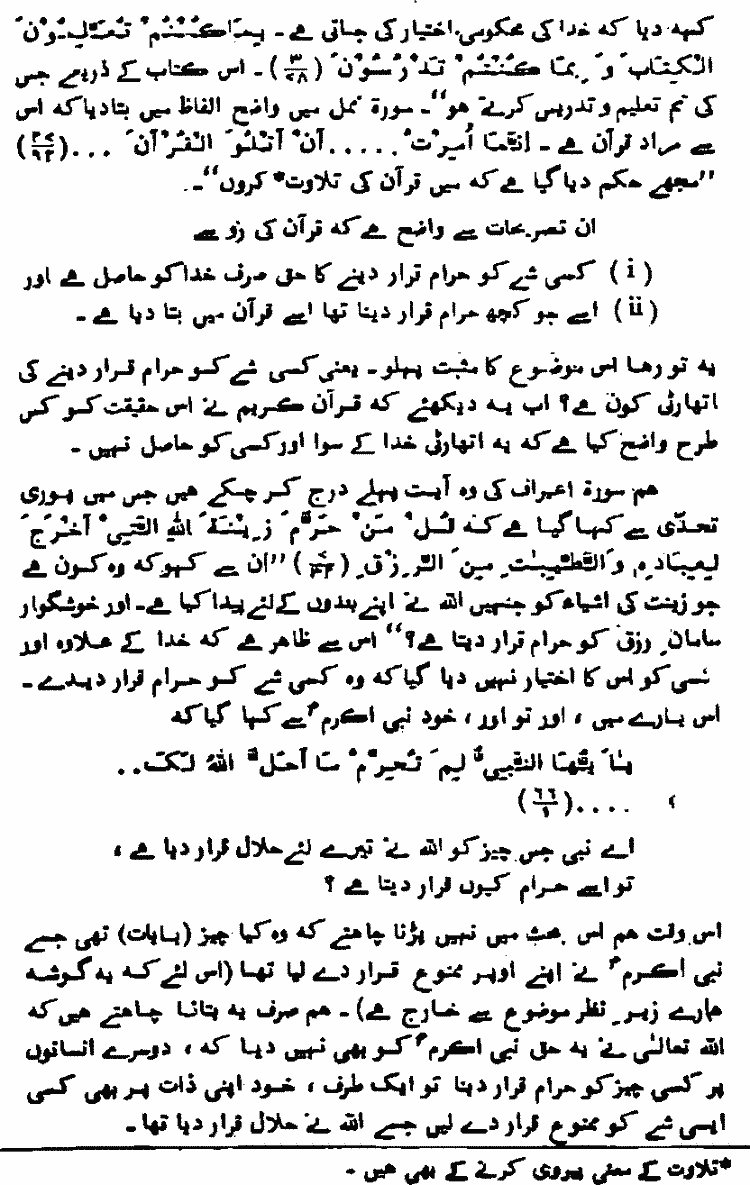 کہہ دیا کہ خدا کی محکومی اختیار کی جاتی ہے ۔ بِمَا كُنْتُمْ تُعَلِّمُوْنَ
الْكِتَابَ وَ بِمَا كُنْتُمْ تَدْرُسُوْنَ (۳/۷۸) ۔ اس کتاب کے ذریعے جس
کی تم تعلیم و تدریس کرتے ہو“۔ سورۃ نمل میں واضح الفاظ میں بتادیا کہ اس
سے مراد قرآن ہے ۔ اِنَّمَا اُمِرْتُ . . . . . اَنْ اَتْلُوَ الْقُرْاٰنَ . . . (۲۷/۹۲)
”مجھے حکم دیا گیا ہے کہ میں قرآن کی تلاوت* کروں“۔
ان تصریحات سے واضح ہے کہ قرآن کی رُو سے
(i) کسی شے کو حرام قرار دینے کا حق صرف خدا کو حاصل ہے اور
(ii) اسے جو کچھ حرام قرار دینا تھا اسے قرآن میں بتا دیا ہے ۔
یہ تو رہا اس موضوع کا مثبت پہلو ۔ یعنی کسی شے کو حرام قرار دینے کی
اتھارٹی کون ہے؟ اب یہ دیکھئے کہ قرآن کریم نے اس حقیقت کو کس
طرح واضح کیا ہے کہ یہ اتھارٹی خدا کے سوا اور کسی کو حاصل نہیں ۔
ہم سورۃ اعراف کی وہ آیت پہلے درج کر چکے ہیں جس میں پوری
تحدّی سے کہا گیا ہے کہ قُلْ مَنْ حَرَّمَ زِيْنَةَ اللّٰهِ الَّتِيْ اَخْرَجَ
لِعِبَادِهٖ وَالطَّيِّبٰتِ مِنَ الرِّزْقِ (۷/۳۲) ”ان سے کہو کہ وہ کون ہے
جو زینت کی اشیاء کو جنہیں اللہ نے اپنے بندوں کے لئے پیدا کیا ہے۔ اور خوشگوار
سامانِ رزق کو حرام قرار دیتا ہے؟“ اس سے ظاہر ہے کہ خدا کے علاوہ اور
کسی کو اس کا اختیار نہیں دیا گیا کہ وہ کسی شے کو حرام قرار دیدے ۔
اس بارے میں ، اور تو اور ، خود نبی اکرم ؐ سے کہا گیا کہ
يٰاَيُّهَا النَّبِيُّ لِمَ تُحَرِّمُ مَا اَحَلَّ اللّٰهُ لَكَ . .
. . . . (۶۶/۱) ؟
اے نبی جس چیز کو اللہ نے تیرے لئے حلال قرار دیا ہے ،
تو اسے حرام کیوں قرار دیتا ہے ؟
اس وقت ہم اس بحث میں نہیں پڑنا چاہتے کہ وہ کیا چیز (یا بات) تھی جسے
نبی اکرم ؐ نے اپنے اوپر ممنوع قرار دے لیا تھا (اس لئے کہ یہ گوشہ
ہمارے زیرِ نظر موضوع سے خارج ہے) ۔ ہم صرف یہ بتانا چاہتے ہیں کہ
اللہ تعالٰی نے یہ حق نبی اکرم ؐ کو بھی نہیں دیا کہ ، دوسرے انسانوں
پر کسی چیز کو حرام قرار دینا تو ایک طرف ، خود اپنی ذات پر بھی کسی
ایسی شے کو ممنوع قرار دے لیں جسے اللہ نے حلال قرار دیا تھا ۔
*تلاوت کے معنی پیروی کرنے کے بھی ہیں ۔